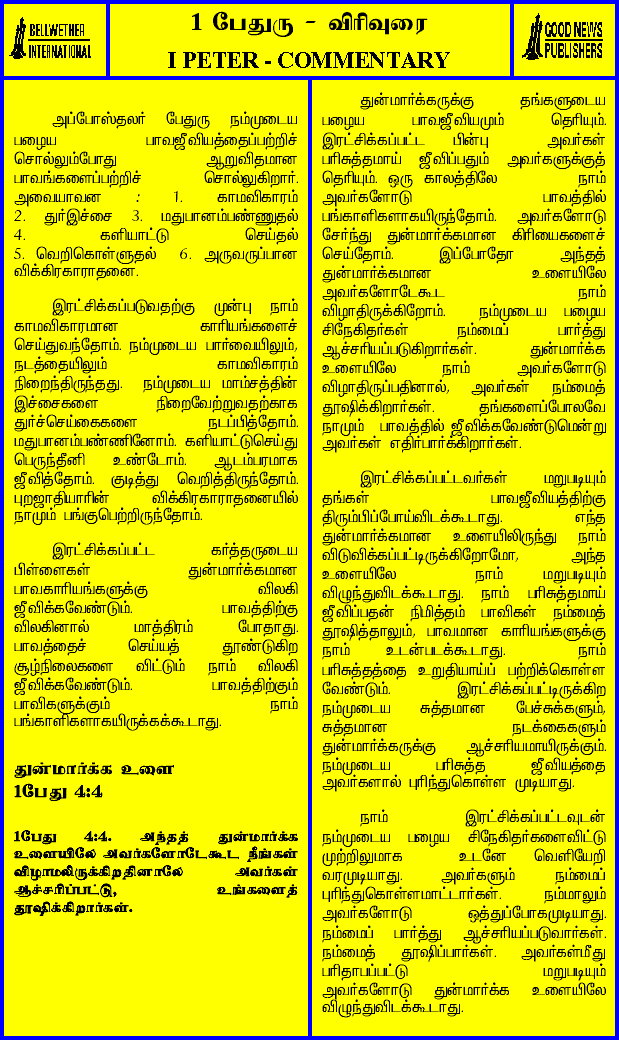 BELLWETHER
INTERNATIONAL
1 பேதுரு - விரிவுரை
I PETER - COMMENTARY
GOOD NEWS
PUBLISHERS
அப்போஸ்தலர் பேதுரு நம்முடைய
பழைய பாவஜீவியத்தைப்பற்றிச்
சொல்லும்போது ஆறுவிதமான
பாவங்களைப்பற்றிச் சொல்லுகிறார்.
அவையாவன : 1. காமவிகாரம்
2. துர்இச்சை 3. மதுபானம்பண்ணுதல்
4. களியாட்டு செய்தல்
5. வெறிகொள்ளுதல் 6. அருவருப்பான
விக்கிரகாராதனை.
இரட்சிக்கப்படுவதற்கு முன்பு நாம்
காமவிகாரமான காரியங்களைச்
செய்துவந்தோம். நம்முடைய பார்வையிலும்,
நடத்தையிலும் காமவிகாரம்
நிறைந்திருந்தது. நம்முடைய மாம்சத்தின்
இச்சைகளை நிறைவேற்றுவதற்காக
துர்ச்செய்கைகளை நடப்பித்தோம்.
மதுபானம்பண்ணினோம். களியாட்டுசெய்து
பெருந்தீனி உண்டோம். ஆடம்பரமாக
ஜீவித்தோம். குடித்து வெறித்திருந்தோம்.
புறஜாதியாரின் விக்கிரகாராதனையில்
நாமும் பங்குபெற்றிருந்தோம்.
இரட்சிக்கப்பட்ட கர்த்தருடைய
பிள்ளைகள் துன்மார்க்கமான
பாவகாரியங்களுக்கு விலகி
ஜீவிக்கவேண்டும். பாவத்திற்கு
விலகினால் மாத்திரம் போதாது.
பாவத்தைச் செய்யத் தூண்டுகிற
சூழ்நிலைகளை விட்டும் நாம் விலகி
ஜீவிக்கவேண்டும். பாவத்திற்கும்
பாவிகளுக்கும் நாம்
பங்காளிகளாகயிருக்கக்கூடாது.
துன்மார்க்க உளை
1பேது 4:4
1பேது 4:4. அந்தத் துன்மார்க்க
உளையிலே அவர்களோடேகூட நீங்கள்
விழாமலிருக்கிறதினாலே அவர்கள்
ஆச்சரிப்பட்டு, உங்களைத்
தூஷிக்கிறார்கள்.
துன்மார்க்கருக்கு தங்களுடைய
பழைய பாவஜீவியமும் தெரியும்.
இரட்சிக்கப்பட்ட பின்பு அவர்கள்
பரிசுத்தமாய் ஜீவிப்பதும் அவர்களுக்குத்
தெரியும். ஒரு காலத்திலே நாம்
அவர்களோடு பாவத்தில்
பங்காளிகளாகயிருந்தோம். அவர்களோடு
சேர்ந்து துன்மார்க்கமான கிரியைகளைச்
செய்தோம். இப்போதோ அந்தத்
துன்மார்க்கமான உளையிலே
அவர்களோடேகூட நாம்
விழாதிருக்கிறோம். நம்முடைய பழைய
சிநேகிதர்கள் நம்மைப் பார்த்து
ஆச்சரியப்படுகிறார்கள். துன்மார்க்க
உளையிலே நாம் அவர்களோடு
விழாதிருப்பதினால், அவர்கள் நம்மைத்
தூஷிக்கிறார்கள். தங்களைப்போலவே
நாமும் பாவத்தில் ஜீவிக்கவேண்டுமென்று
அவர்கள் எதிர்பார்க்கிறார்கள்.
இரட்சிக்கப்பட்டவர்கள் மறுபடியும்
தங்கள் பாவஜீவியத்திற்கு
திரும்பிப்போய்விடக்கூடாது. எந்த
துன்மார்க்கமான உளையிலிருந்து நாம்
விடுவிக்கப்பட்டிருக்கிறோமோ, அந்த
உளையிலே நாம் மறுபடியும்
விழுந்துவிடக்கூடாது. நாம் பரிசுத்தமாய்
ஜீவிப்பதன் நிமித்தம் பாவிகள் நம்மைத்
தூஷித்தாலும், பாவமான காரியங்களுக்கு
நாம் உடன்படக்கூடாது. நாம்
பரிசுத்தத்தை உறுதியாய்ப் பற்றிக்கொள்ள
வேண்டும். இரட்சிக்கப்பட்டிருக்கிற
நம்முடைய சுத்தமான பேச்சுக்களும்,
சுத்தமான நடக்கைகளும்
துன்மார்க்கருக்கு ஆச்சரியமாயிருக்கும்.
நம்முடைய பரிசுத்த ஜீவியத்தை
அவர்களால் புரிந்துகொள்ள முடியாது.
நாம் இரட்சிக்கப்பட்டவுடன்
நம்முடைய பழைய சிநேகிதர்களைவிட்டு
முற்றிலுமாக உடனே வெளியேறி
வரமுடியாது. அவர்களும் நம்மைப்
புரிந்துகொள்ளமாட்டார்கள். நம்மாலும்
அவர்களோடு ஒத்துப்போகமுடியாது.
நம்மைப் பார்த்து ஆச்சரியப்படுவார்கள்.
நம்மைத் தூஷிப்பார்கள். அவர்கள்மீது
பரிதாபப்பட்டு மறுபடியும்
அவர்களோடு துன்மார்க்க உளையிலே
விழுந்துவிடக்கூடாது.